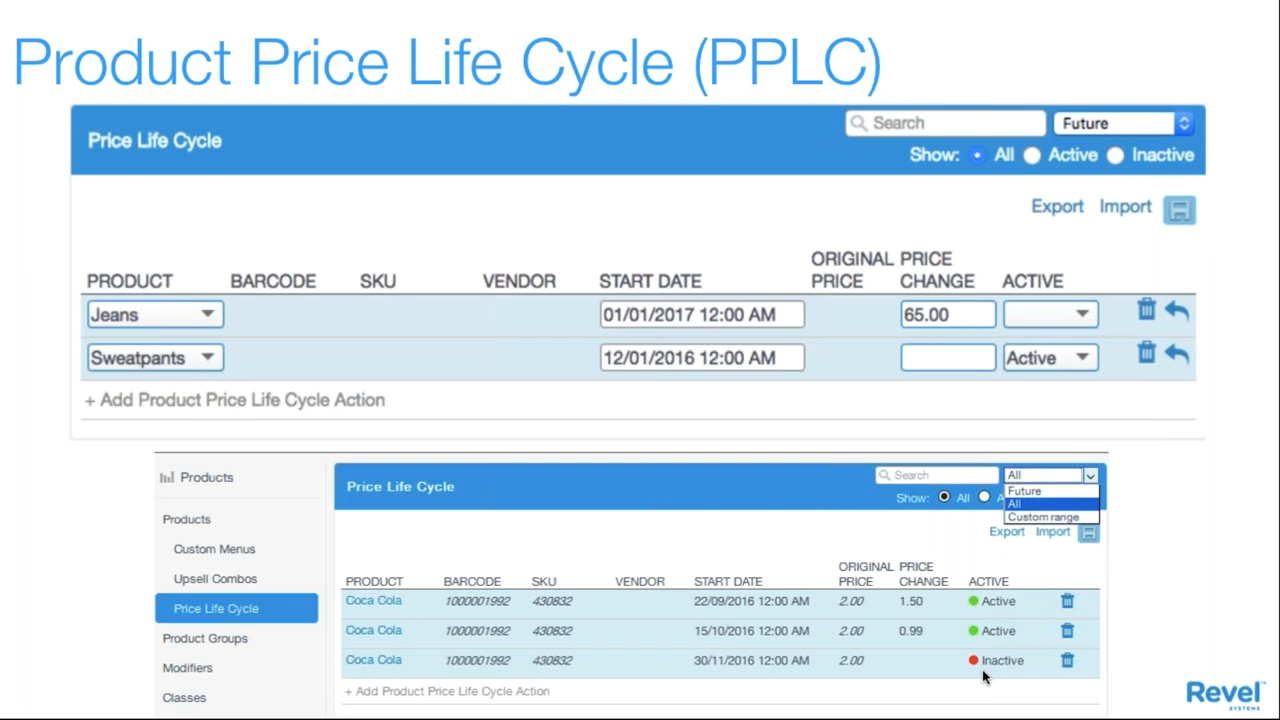 Product Price Life Cycle (PPLC)
Search
Future
Price Life Cycle
Show: All Active Inactive
Export Import
ORIGINAL PRICE
PRODUCT BARCODE SKU VENDOR START DATE PRICE CHANGE ACTIVE
Jeans 01/01/2017 12:00 AM 65.00
Sweatpants 12/01/2016 12:00 AM Active
+ Add Product Price Life Cycle Action
Products
Search
All
Price Life Cycle
Future
Show: All A
All
Custom range
Products
Export Import
Custom Menus
Upsell Combos
ORIGINAL PRICE
PRODUCT BARCODE SKU VENDOR START DATE PRICE CHANGE ACTIVE
Coca Cola 1000001992 430832 22/09/2016 12:00 AM 2.00 1.50 Active
Price Life Cycle
Coca Cola 1000001992 430832 15/10/2016 12:00 AM 2.00 0.99 Active
Product Groups
Coca Cola 1000001992 430832 30/11/2016 12:00 AM 2.00 Inactive
Modifiers
+ Add Product Price Life Cycle Action
Classes
Revel
SYSTEMS